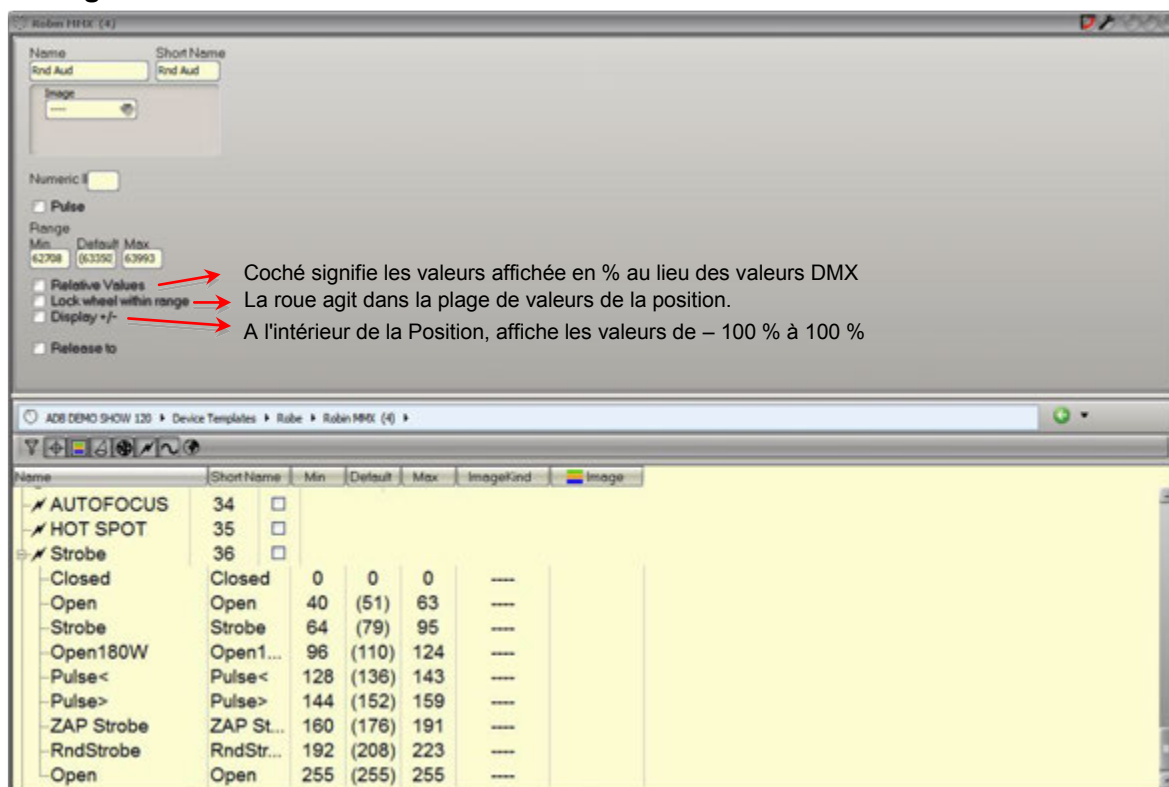 Robin MMX (4)
Name Short Name
Rnd Aud Rnd Aud
Image
----
Numeric I
Pulse
Range
Min Default Max
62708 (63350) 63993
Relative Values
Coché signifie les valeurs affichée en % au lieu des valeurs DMX
Lock wheel within range
La roue agit dans la plage de valeurs de la position.
Display +/-
A l'intérieur de la Position, affiche les valeurs de – 100 % à 100 %
Release to
ADB DEMO SHOW 120 Device Templates Robe Robin MMX (4)
Name Short Name Min Default Max ImageKind Image
AUTOFOCUS 34
HOT SPOT 35
Strobe 36
Closed Closed 0 0 0 ----
Open Open 40 (51) 63 ----
Strobe Strobe 64 (79) 95 ----
Open180W Open1... 96 (110) 124 ----
Pulse< Pulse< 128 (136) 143 ----
Pulse> Pulse> 144 (152) 159 ----
ZAP Strobe ZAP St... 160 (176) 191 ----
RndStrobe RndStr... 192 (208) 223 ----
Open Open 255 (255) 255 ----